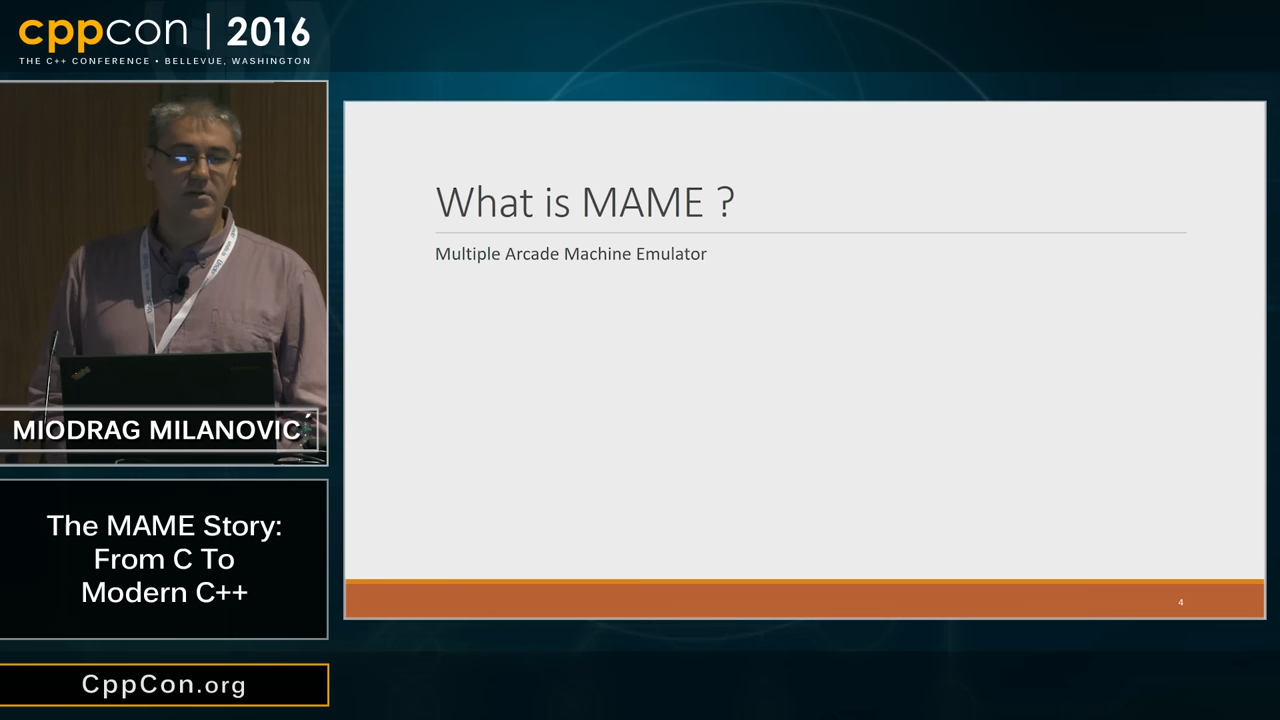 cppcon | 2016
THE C++ CONFERENCE • BELLEVUE, WASHINGTON
MIODRAG MILANOVIĆ
The MAME Story:
From C To
Modern C++
CppCon.org
What is MAME ?
Multiple Arcade Machine Emulator
4